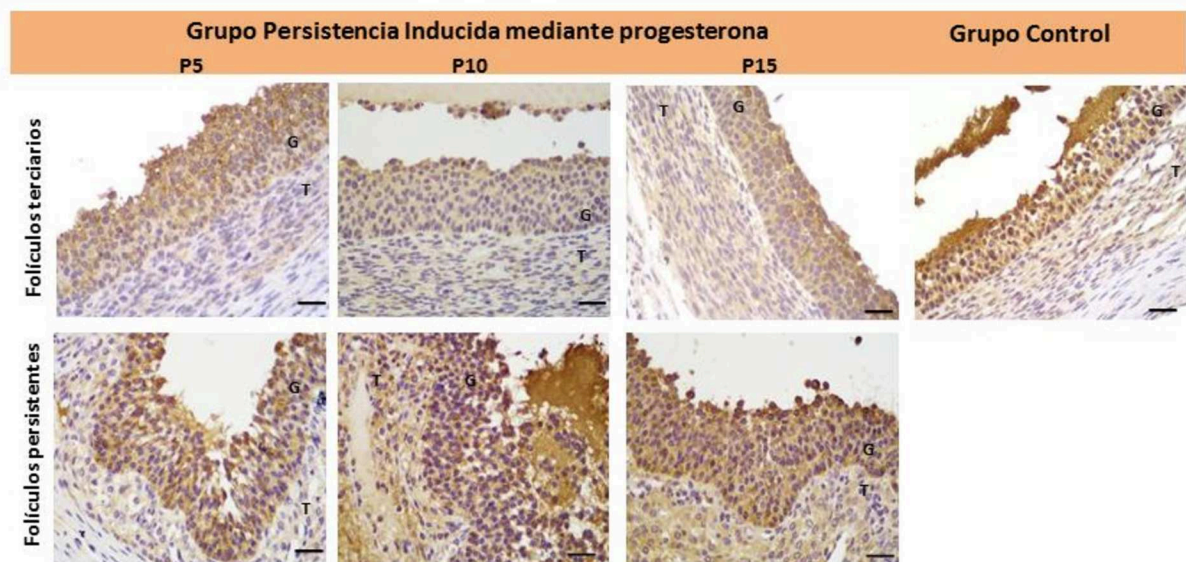 Grupo Persistencia Inducida mediante progesterona
Grupo Control
P5
P10
P15
Folículos terciarios
G
T
G
T
T
G
G
T
Folículos persistentes
G
T
T
G
G
T